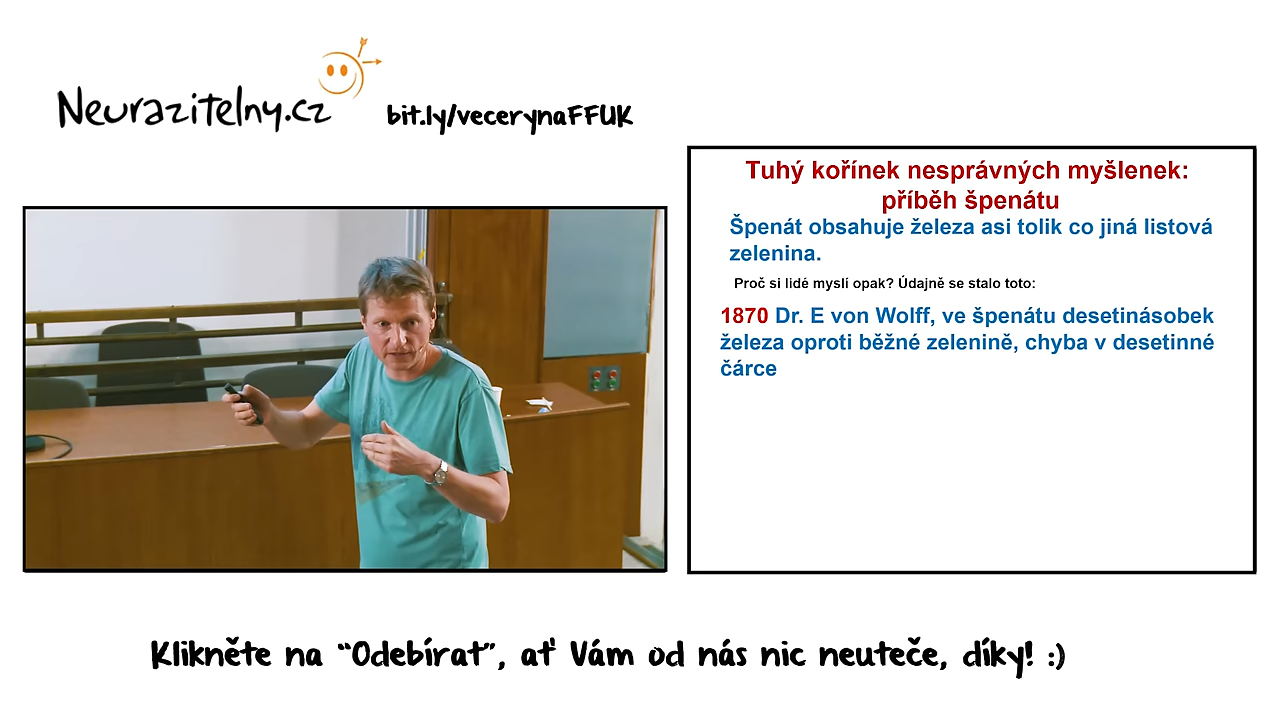 Neurazitelny.cz
bit.ly/vecerynaFFUK
Tuhý kořínek nesprávných myšlenek:
příběh špenátu
Špenát obsahuje železa asi tolik co jiná listová
zelenina.
Proč si lidé myslí opak? Údajně se stalo toto:
1870 Dr. E von Wolff, ve špenátu desetinásobek
železa oproti běžné zelenině, chyba v desetinné
čárce
Klikněte na “Odebírat”, ať Vám od nás nic neuteče, díky! :)